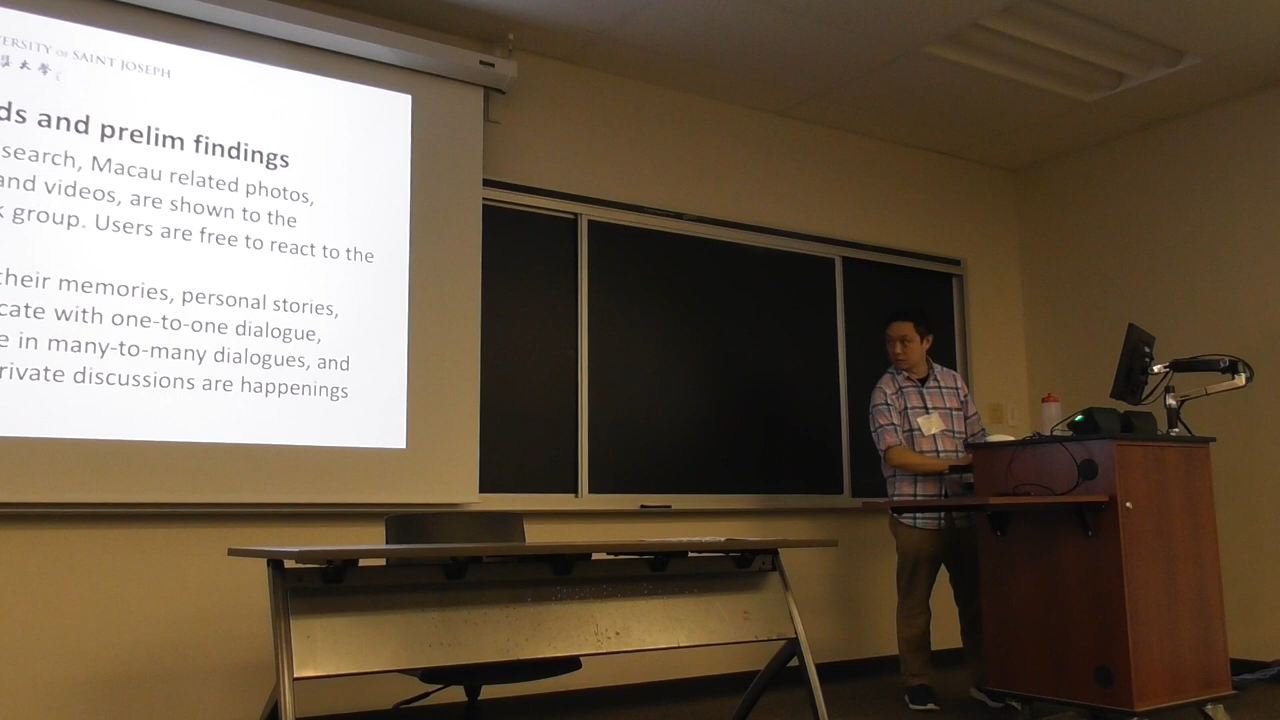 ERSITY OF SAINT JOSEPH
大學
ds and prelim findings
search, Macau related photos,
and videos, are shown to the
k group. Users are free to react to the
their memories, personal stories,
cate with one-to-one dialogue,
e in many-to-many dialogues, and
rivate discussions are happenings